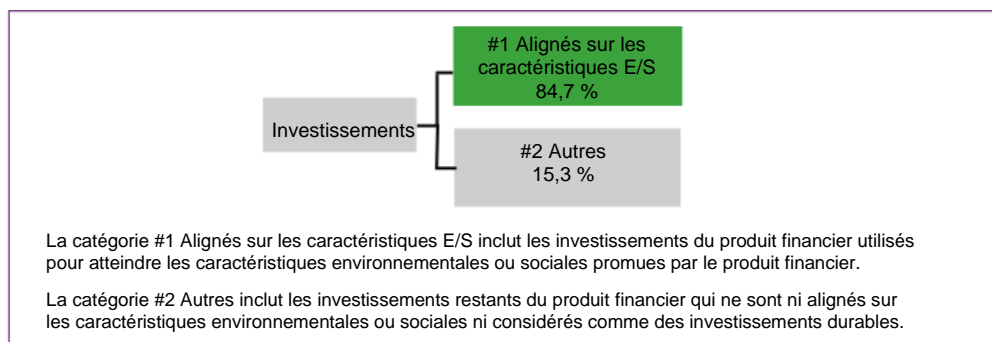 #1 Alignés sur les
caractéristiques E/S
84,7 %
Investissements
#2 Autres
15,3 %
La catégorie #1 Alignés sur les caractéristiques E/S inclut les investissements du produit financier utilisés
pour atteindre les caractéristiques environnementales ou sociales promues par le produit financier.
La catégorie #2 Autres inclut les investissements restants du produit financier qui ne sont ni alignés sur
les caractéristiques environnementales ou sociales ni considérés comme des investissements durables.